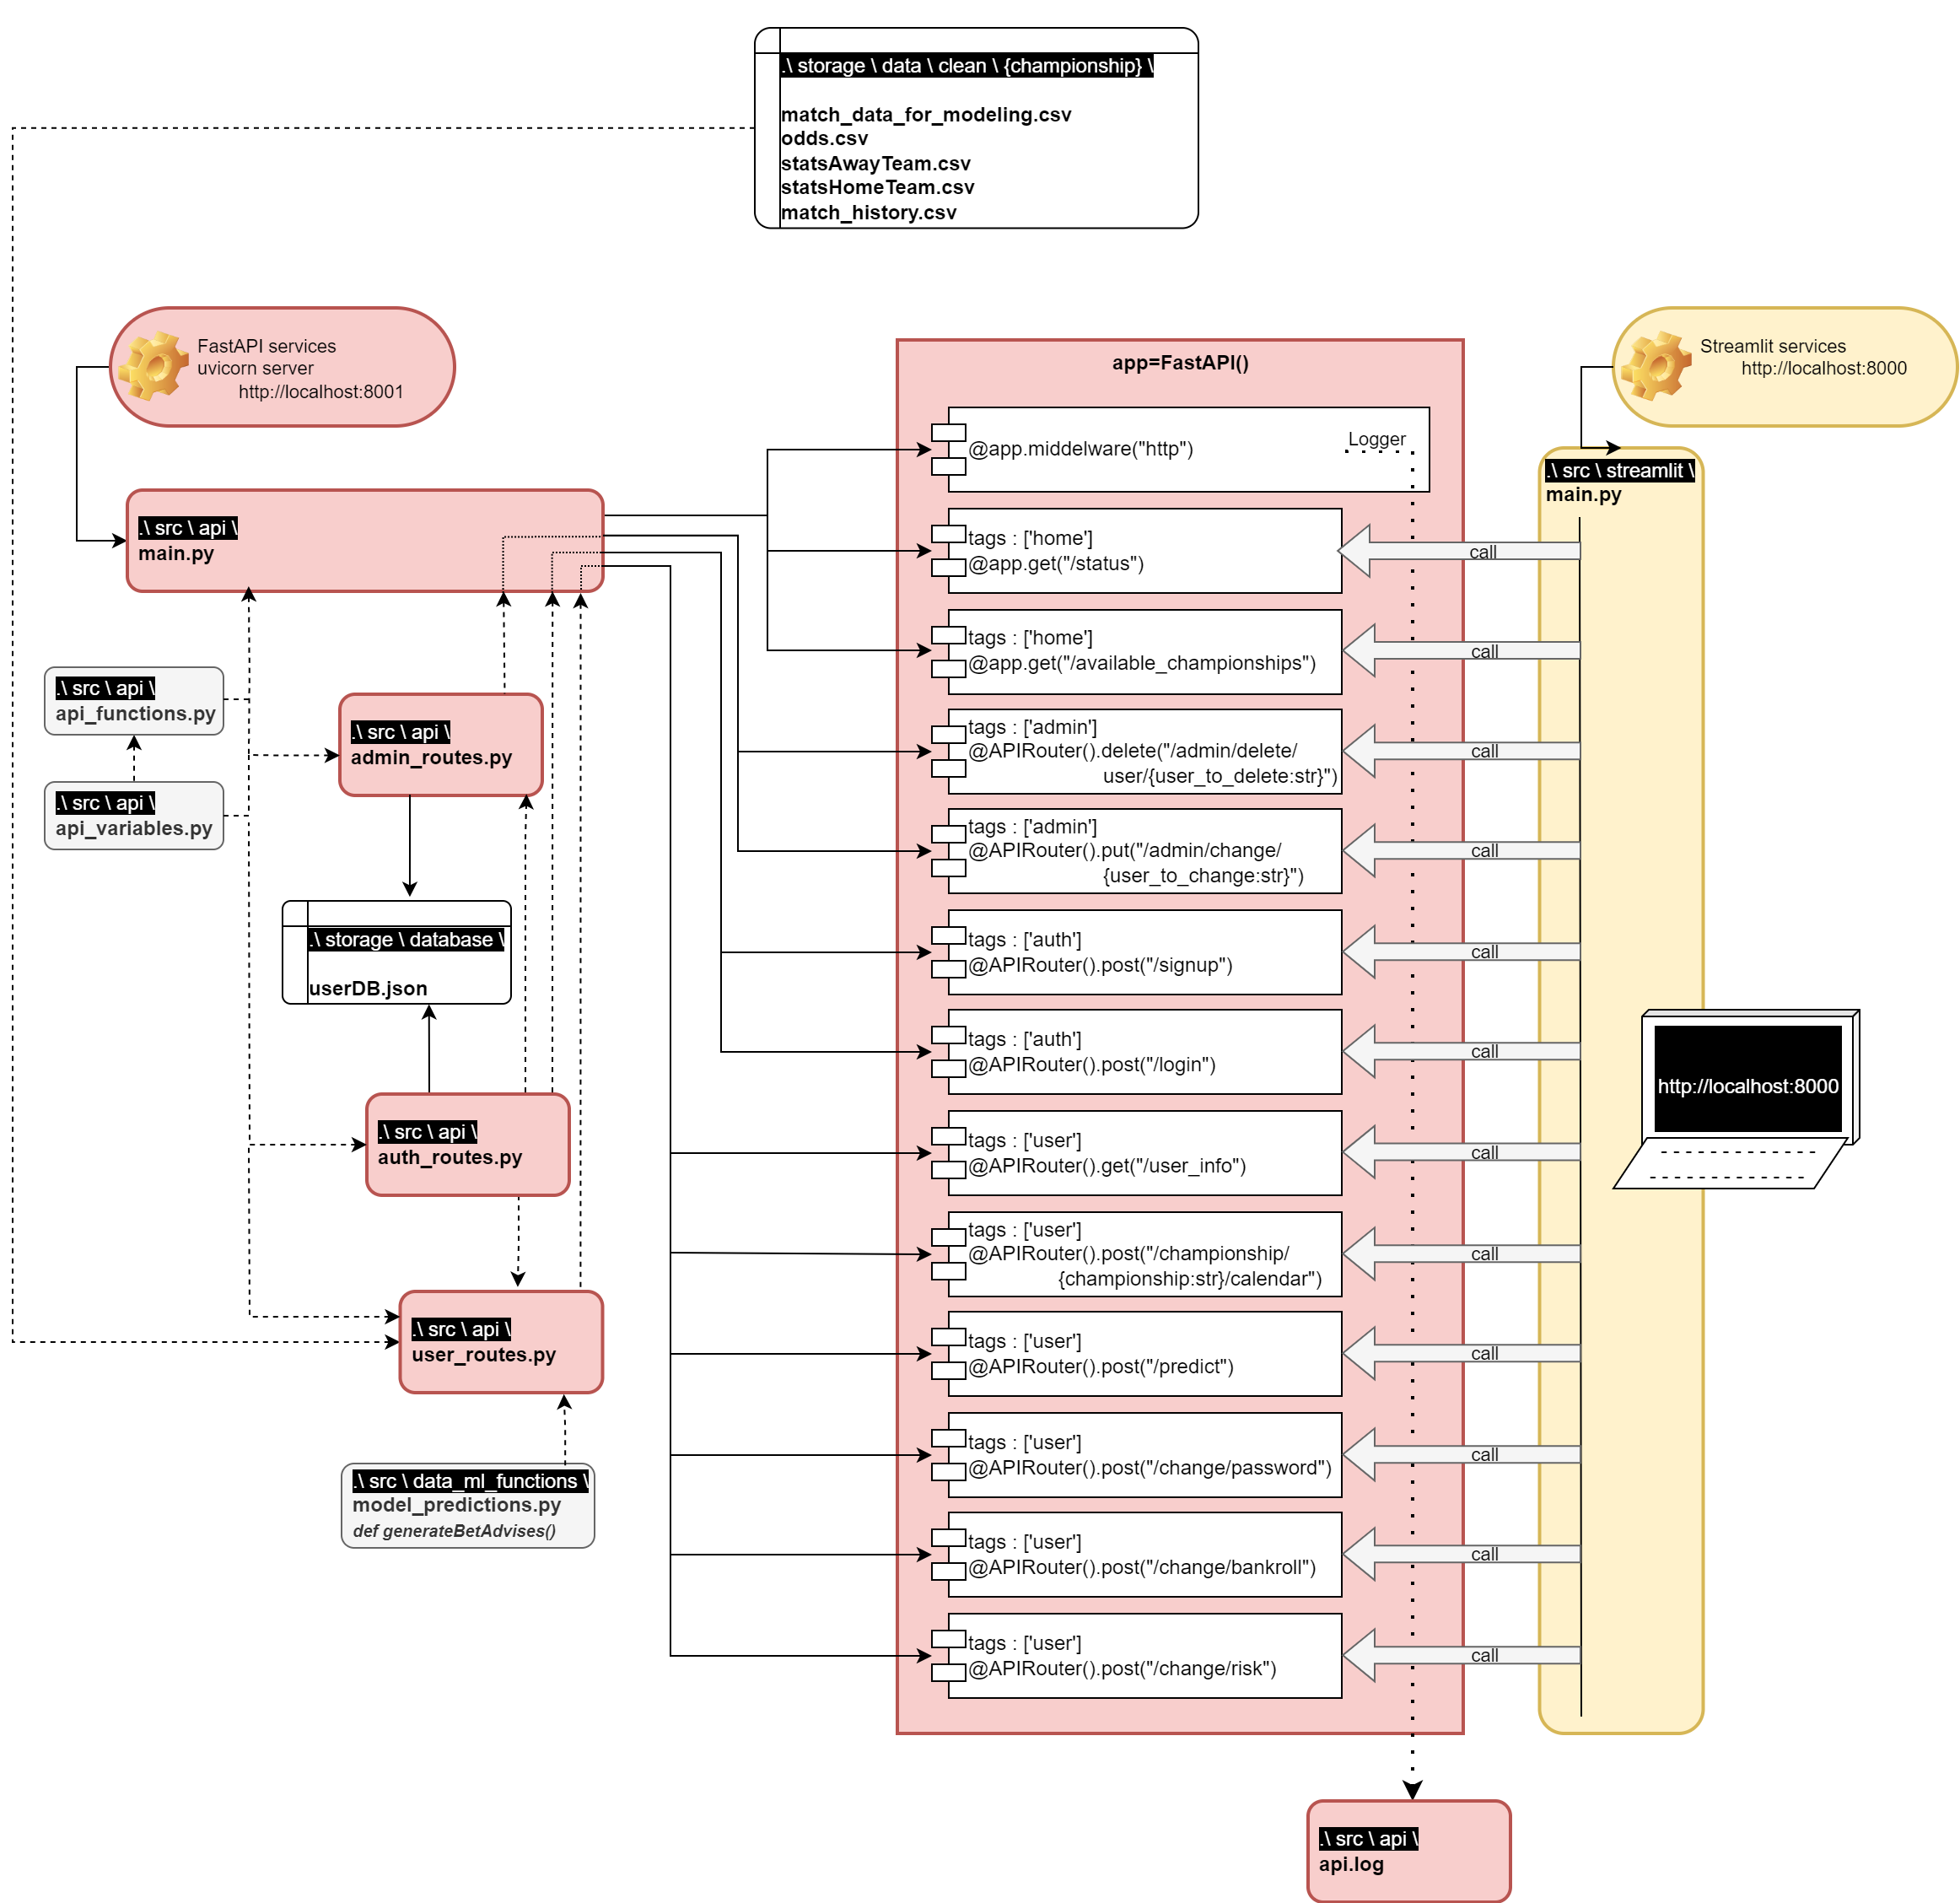 .\ storage \ data \ clean \ {championship} \
match_data_for_modeling.csv
odds.csv
statsAwayTeam.csv
statsHomeTeam.csv
match_history.csv
FastAPI services
uvicorn server
http://localhost:8001
.\ src \ api \
main.py
.\ src \ api \
api_functions.py
.\ src \ api \
api_variables.py
.\ src \ api \
admin_routes.py
.\ storage \ database \
userDB.json
.\ src \ api \
auth_routes.py
.\ src \ api \
user_routes.py
.\ src \ data_ml_functions \
model_predictions.py
def generateBetAdvises()
app=FastAPI()
@app.middelware("http")
Logger
tags : ['home']
@app.get("/status")
call
tags : ['home']
@app.get("/available_championships")
call
tags : ['admin']
@APIRouter().delete("/admin/delete/
user/{user_to_delete:str}")
call
tags : ['admin']
@APIRouter().put("/admin/change/
{user_to_change:str}")
call
tags : ['auth']
@APIRouter().post("/signup")
call
tags : ['auth']
@APIRouter().post("/login")
call
tags : ['user']
@APIRouter().get("/user_info")
call
tags : ['user']
@APIRouter().post("/championship/
{championship:str}/calendar")
call
tags : ['user']
@APIRouter().post("/predict")
call
tags : ['user']
@APIRouter().post("/change/password")
call
tags : ['user']
@APIRouter().post("/change/bankroll")
call
tags : ['user']
@APIRouter().post("/change/risk")
call
Streamlit services
http://localhost:8000
.\ src \ streamlit \
main.py
http://localhost:8000
.\ src \ api \
api.log